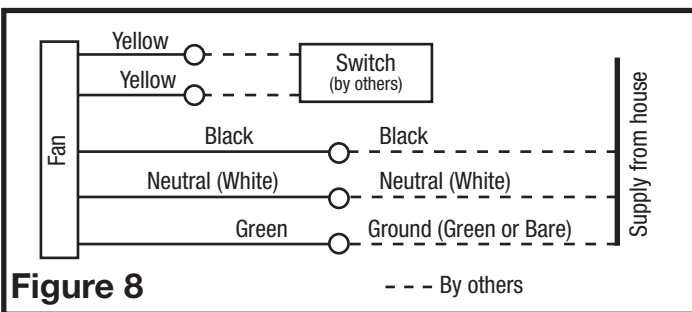 Yellow
Yellow
Switch
(by others)
Fan
Black
Black
Neutral (White)
Neutral (White)
Green
Ground (Green or Bare)
Supply from house
Figure 8
--- By others